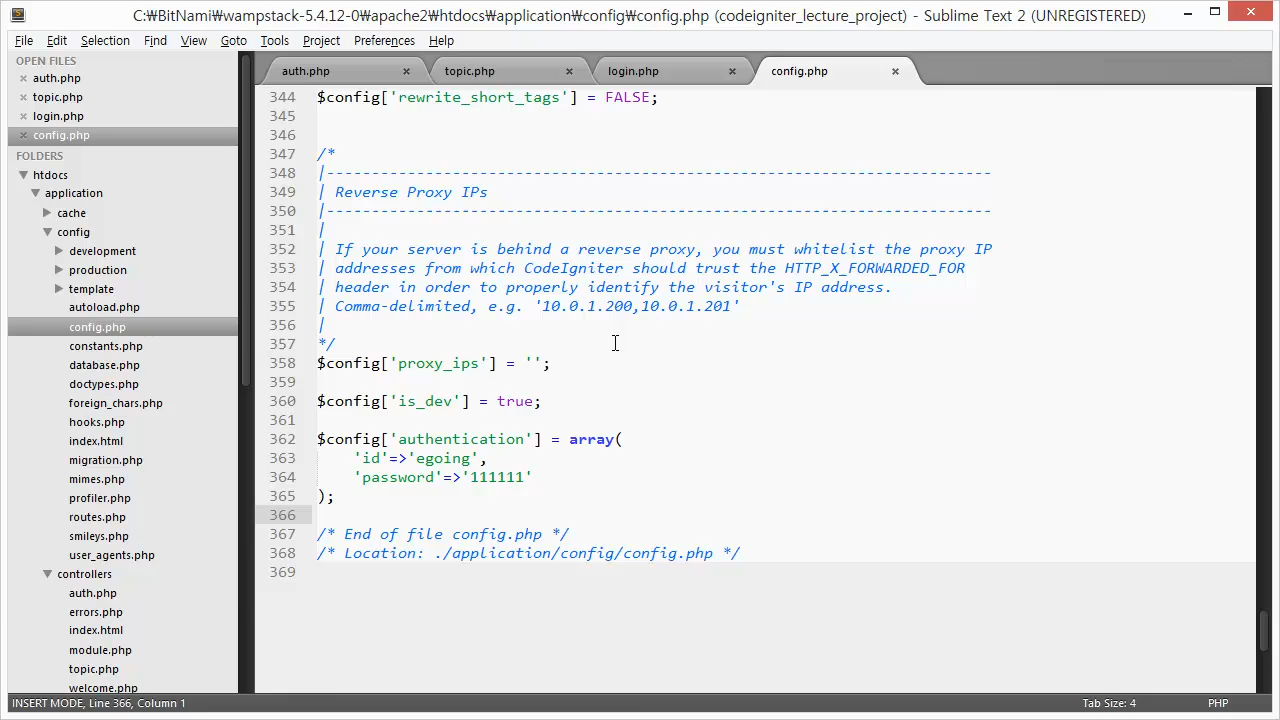 C:₩BitNami₩wampstack-5.4.12-0₩apache2₩htdocs₩application₩config₩config.php (codeigniter_lecture_project) - Sublime Text 2 (UNREGISTERED)
File Edit Selection Find View Goto Tools Project Preferences Help
OPEN FILES
auth.php
topic.php
login.php
config.php
FOLDERS
htdocs
application
cache
config
development
production
template
autoload.php
config.php
constants.php
database.php
doctypes.php
foreign_chars.php
hooks.php
index.html
migration.php
mimes.php
profiler.php
routes.php
smileys.php
user_agents.php
controllers
auth.php
errors.php
index.html
module.php
topic.php
welcome.php
auth.php topic.php login.php config.php
344 $config['rewrite_short_tags'] = FALSE;
345
346
347 /*
348 |--------------------------------------------------------------------------
349 | Reverse Proxy IPs
350 |--------------------------------------------------------------------------
351 |
352 | If your server is behind a reverse proxy, you must whitelist the proxy IP
353 | addresses from which CodeIgniter should trust the HTTP_X_FORWARDED_FOR
354 | header in order to properly identify the visitor's IP address.
355 | Comma-delimited, e.g. '10.0.1.200,10.0.1.201'
356 |
357 */
358 $config['proxy_ips'] = '';
359
360 $config['is_dev'] = true;
361
362 $config['authentication'] = array(
363     'id'=>'egoing',
364     'password'=>'111111'
365 );
366
367 /* End of file config.php */
368 /* Location: ./application/config/config.php */
369
INSERT MODE, Line 366, Column 1 Tab Size: 4 PHP